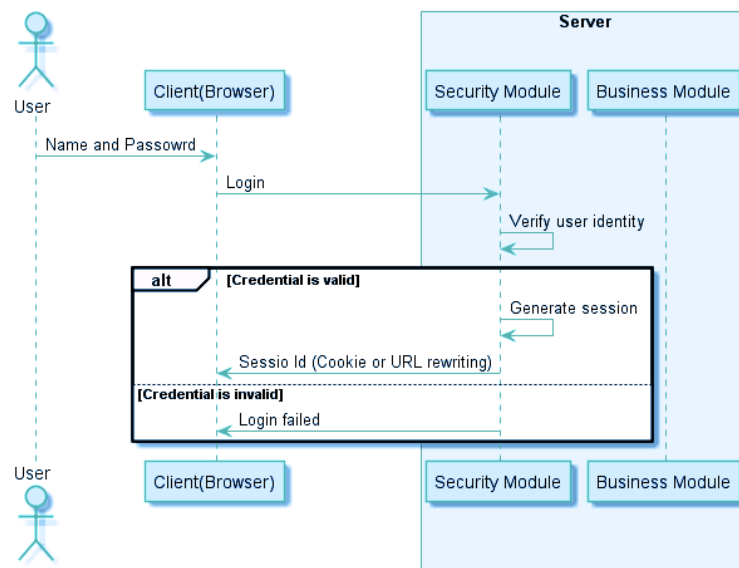 Server
User
Client(Browser)
Security Module
Business Module
Name and Passowrd
Login
Verify user identity
alt
[Credential is valid]
Generate session
Sessio Id (Cookie or URL rewriting)
[Credential is invalid]
Login failed
User
Client(Browser)
Security Module
Business Module